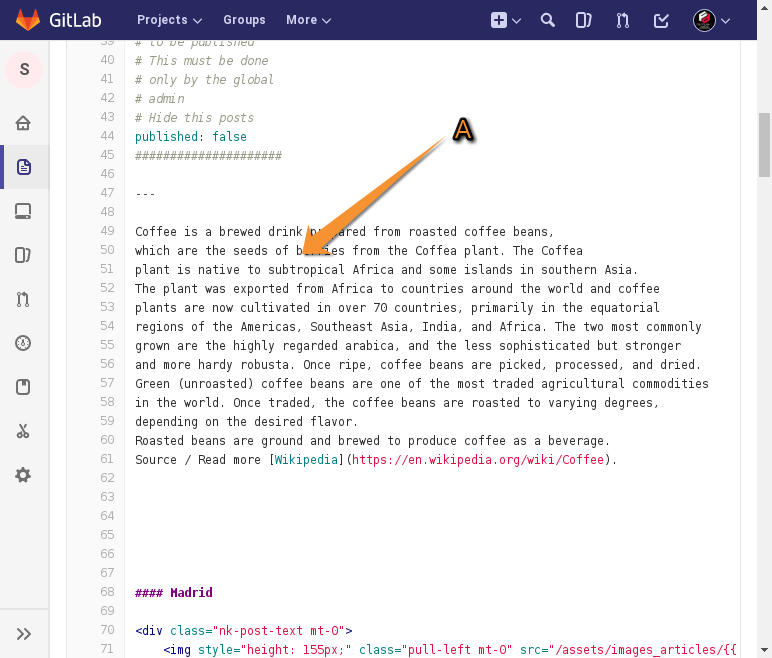 GitLab Projects Groups More
S
39 # to be published
40 # This must be done
41 # only by the global
42 # admin
43 # Hide this posts
44 published: false
45 #####################
46
47 ---
48
A
49 Coffee is a brewed drink prepared from roasted coffee beans,
50 which are the seeds of berries from the Coffea plant. The Coffea
51 plant is native to subtropical Africa and some islands in southern Asia.
52 The plant was exported from Africa to countries around the world and coffee
53 plants are now cultivated in over 70 countries, primarily in the equatorial
54 regions of the Americas, Southeast Asia, India, and Africa. The two most commonly
55 grown are the highly regarded arabica, and the less sophisticated but stronger
56 and more hardy robusta. Once ripe, coffee beans are picked, processed, and dried.
57 Green (unroasted) coffee beans are one of the most traded agricultural commodities
58 in the world. Once traded, the coffee beans are roasted to varying degrees,
59 depending on the desired flavor.
60 Roasted beans are ground and brewed to produce coffee as a beverage.
61 Source / Read more [Wikipedia](https://en.wikipedia.org/wiki/Coffee).
62
63
64
65
66
67
68 #### Madrid
69
70 <div class="nk-post-text mt-0">
71 <img style="height: 155px;" class="pull-left mt-0" src="/assets/images_articles/{{